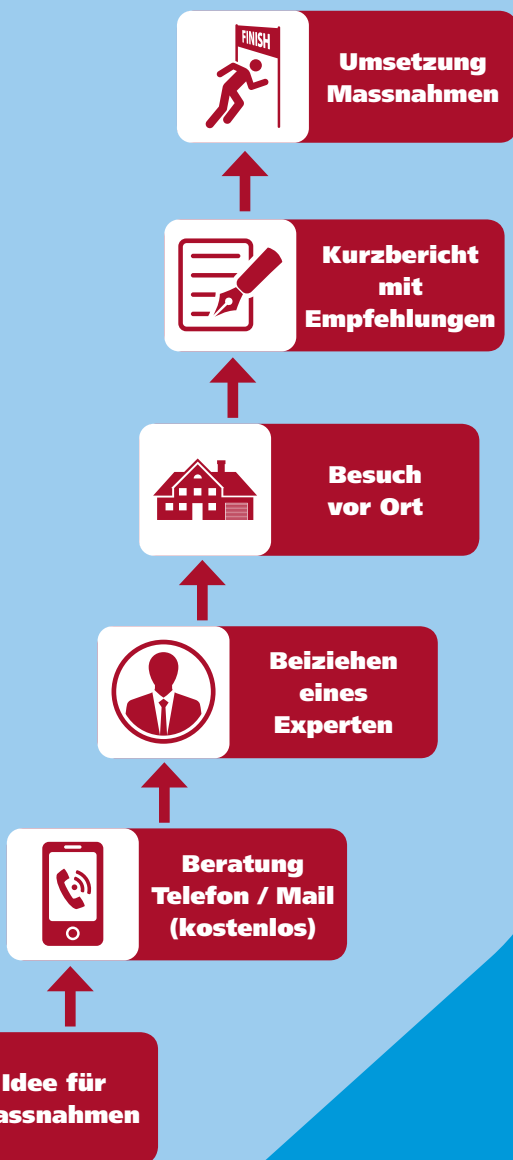 FINISH
Umsetzung
Massnahmen
Kurzbericht
mit
Empfehlungen
Besuch
vor Ort
Beiziehen
eines
Experten
Beratung
Telefon / Mail
(kostenlos)
Idee für
assnahmen